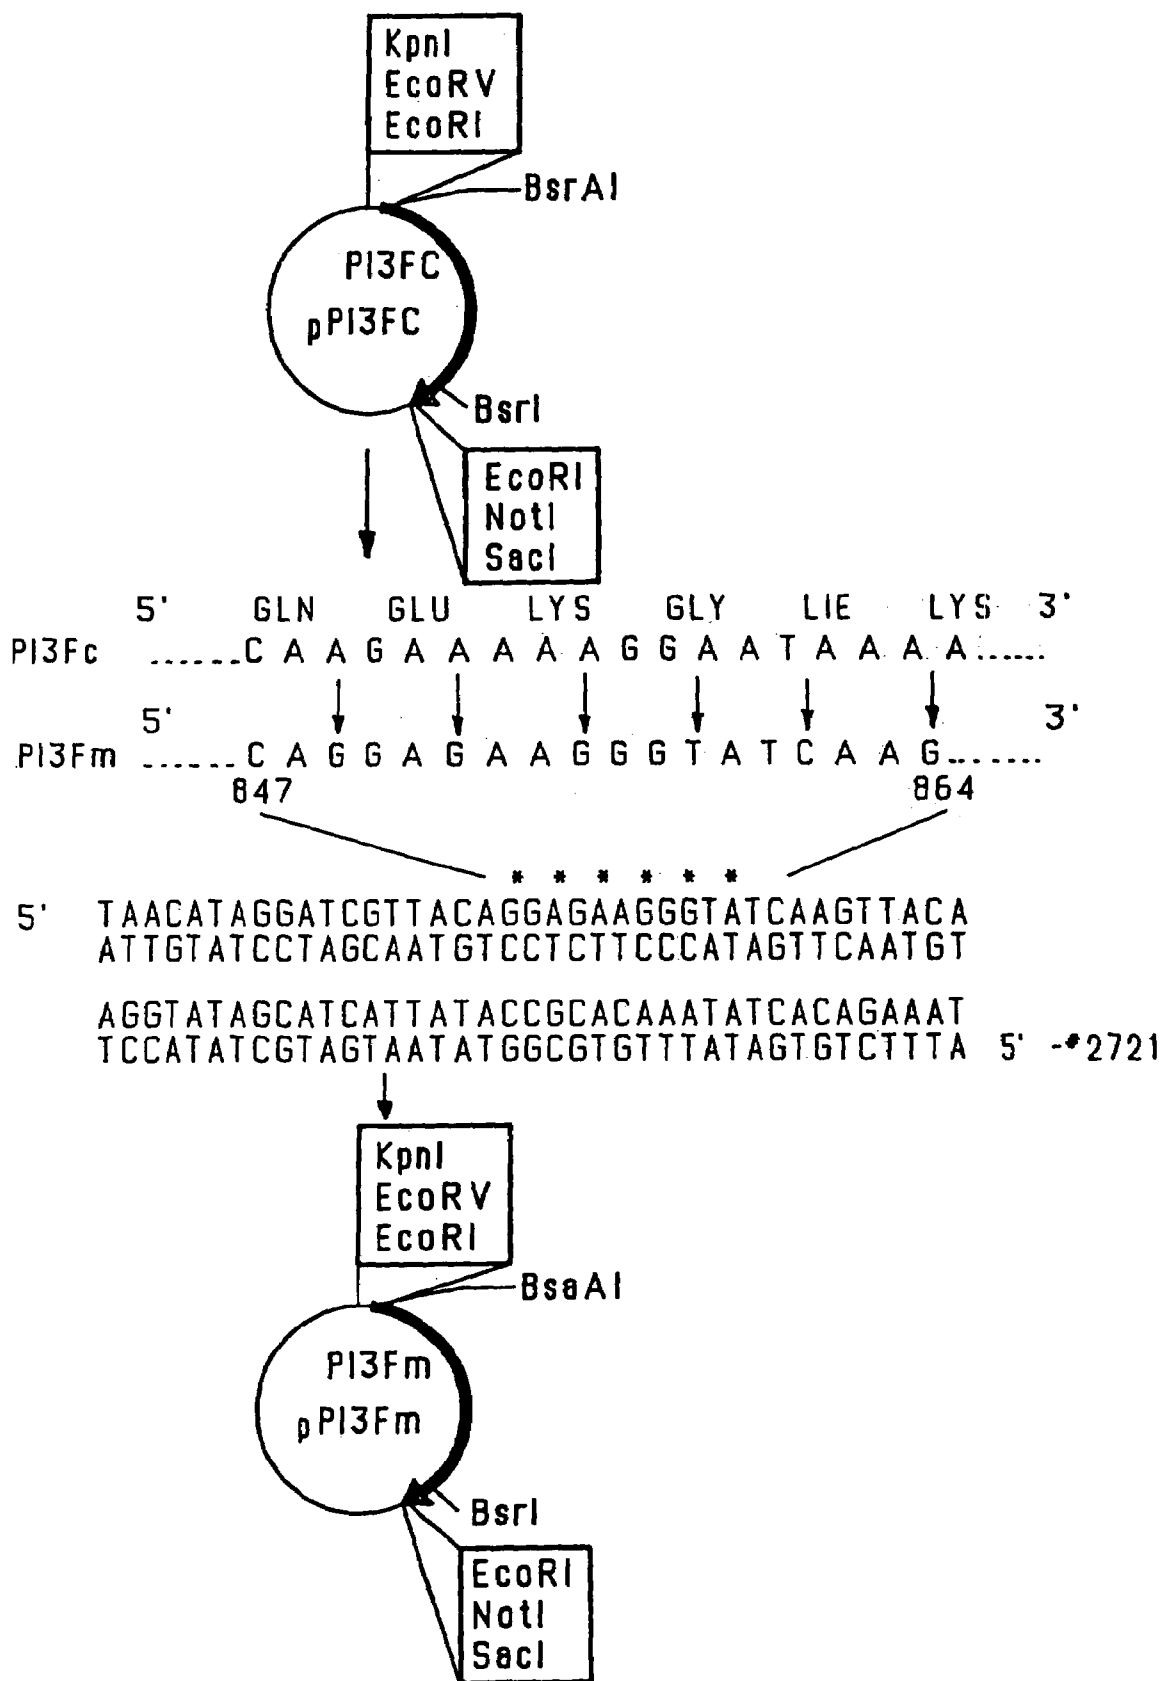 KpnI
EcoRV
EcoRI
BsrAI
PI3FC
pPI3FC
BsrI
EcoRI
NotI
SacI
5' GLN GLU LYS GLY LIE LYS 3'
PI3Fc ......C A A G A A A A A G G A A T A A A A......
5' 3'
PI3Fm ......C A G G A G A A G G G T A T C A A G.......
847 864
* * * * * *
5' TAACATAGGATCGTTACAGGAGAAGGGTATCAAGTTACA
ATTGTATCCTAGCAATGTCCTCTTCCCATAGTTCAATGT
AGGTATAGCATCATTATACCGCACAAATATCACAGAAAT
TCCATATCGTAGTAATATGGCGTGTTTATAGTGTCTTTA 5' -#2721
KpnI
EcoRV
EcoRI
BsaAI
PI3Fm
pPI3Fm
BsrI
EcoRI
NotI
SacI